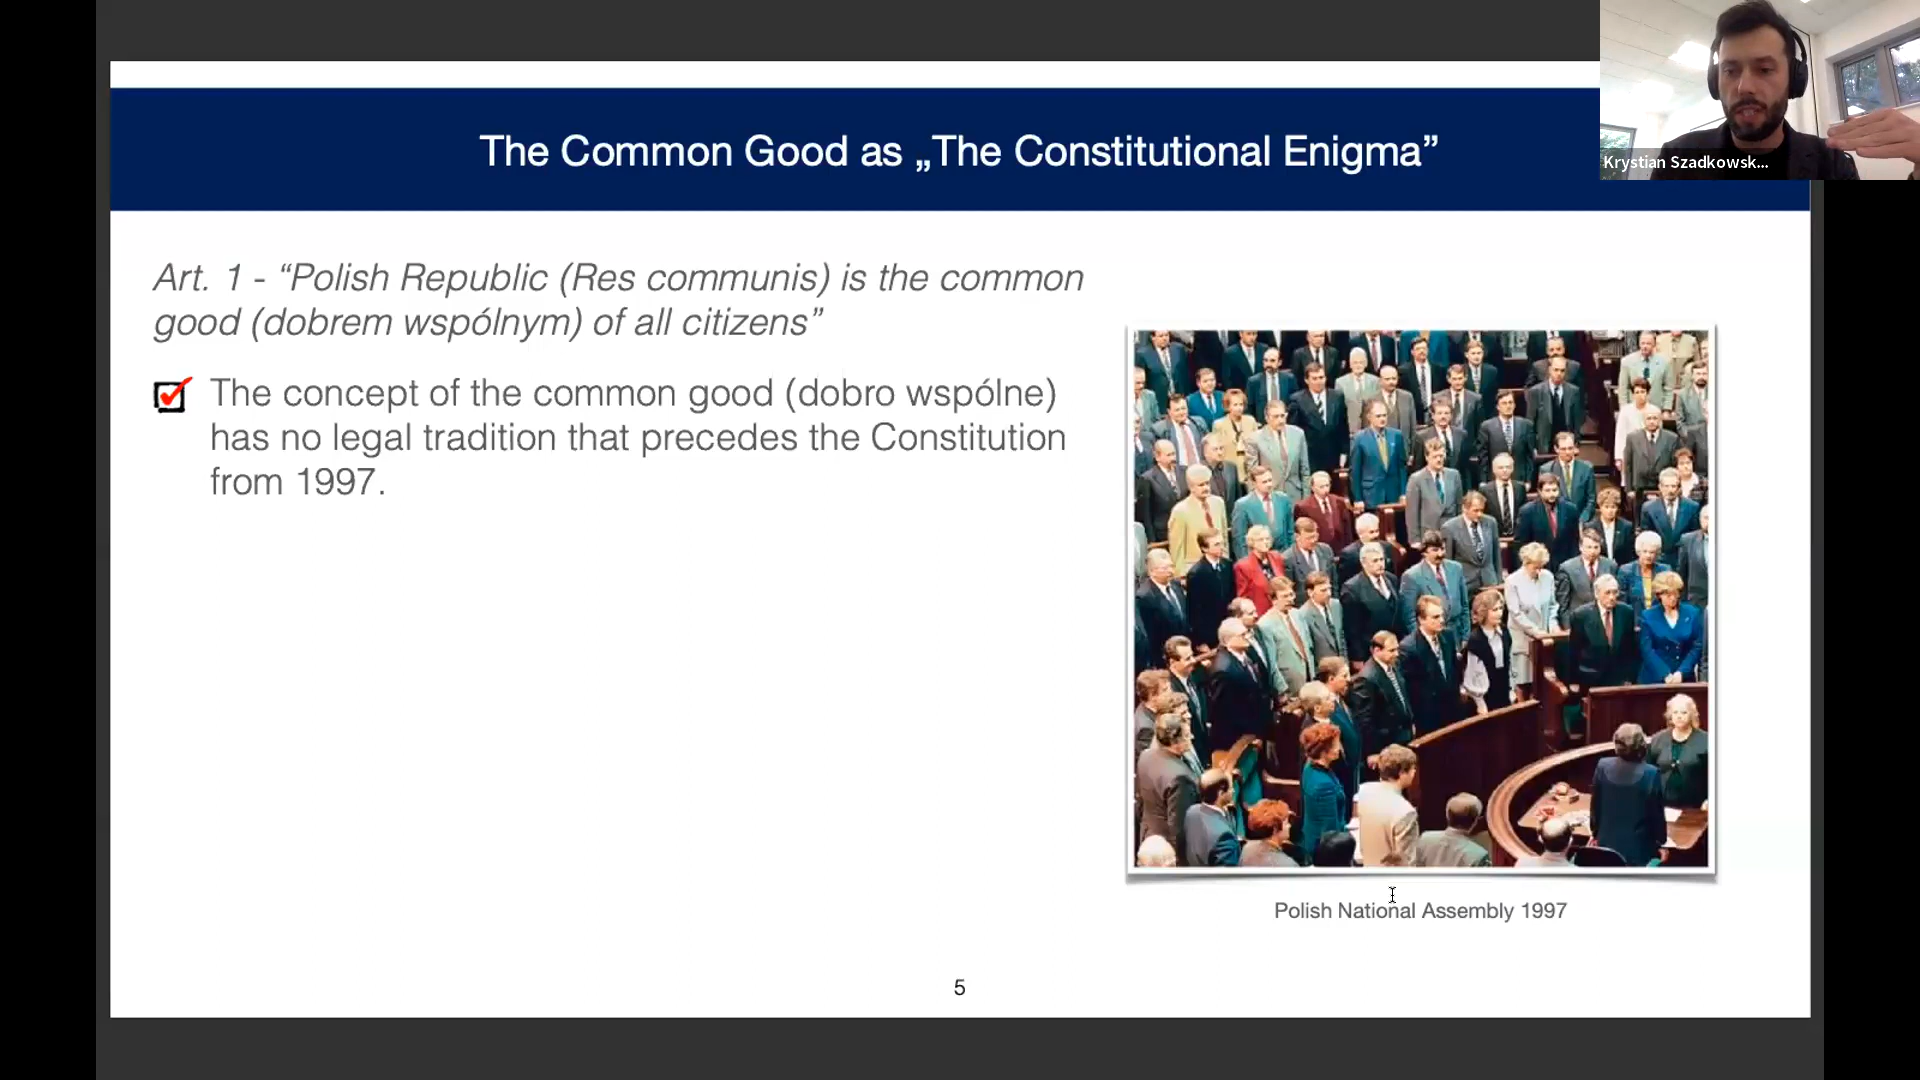 The Common Good as „The Constitutional Enigma”
Krystian Szadkowsk...
Art. 1 - “Polish Republic (Res communis) is the common
good (dobrem wspólnym) of all citizens”
The concept of the common good (dobro wspólne)
has no legal tradition that precedes the Constitution
from 1997.
Polish National Assembly 1997
5